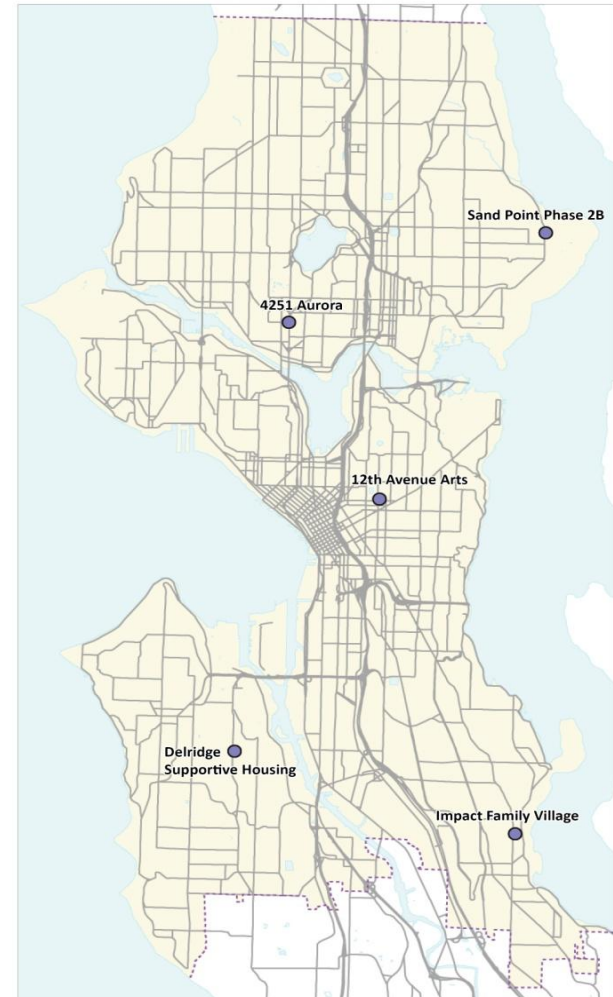 Sand Point Phase 2B
4251 Aurora
12th Avenue Arts
Delridge
Supportive Housing
Impact Family Village